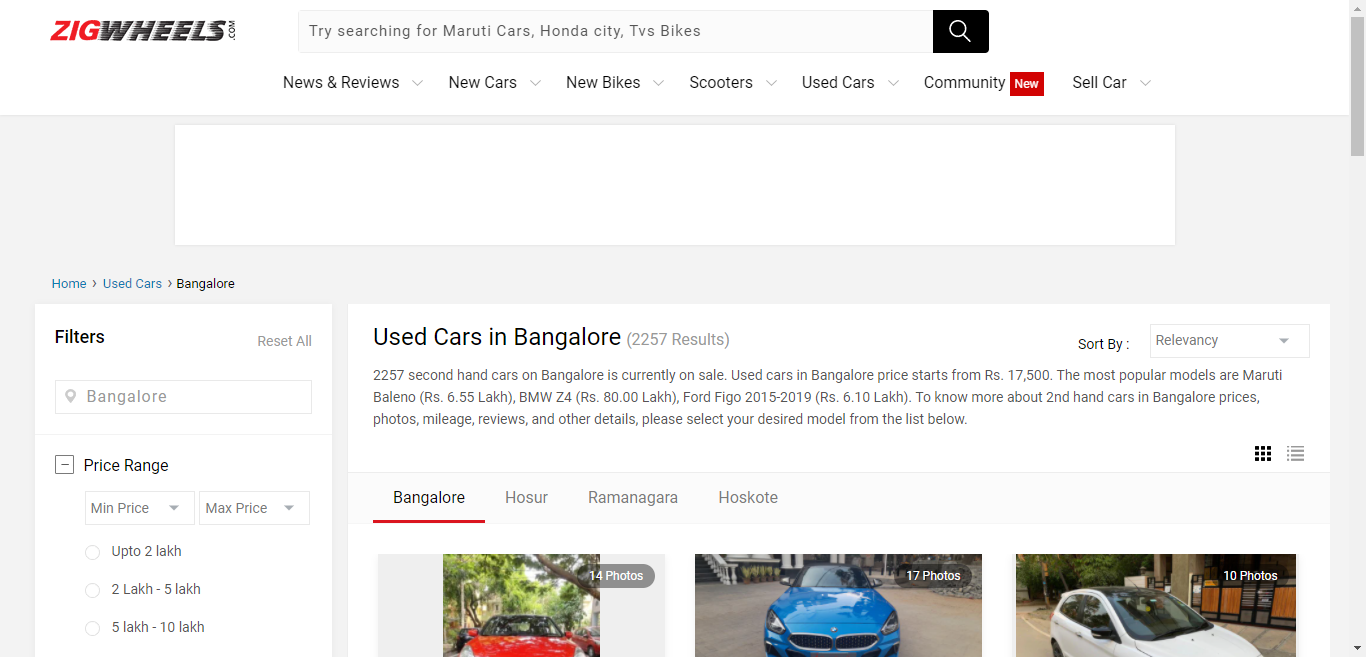 ZIGWHEELS.COM
Try searching for Maruti Cars, Honda city, Tvs Bikes
News & Reviews New Cars New Bikes Scooters Used Cars Community New Sell Car
Home › Used Cars › Bangalore
Filters
Reset All
Bangalore
Price Range
Min Price Max Price
Upto 2 lakh
2 Lakh - 5 lakh
5 lakh - 10 lakh
Used Cars in Bangalore (2257 Results)
Sort By : Relevancy
2257 second hand cars on Bangalore is currently on sale. Used cars in Bangalore price starts from Rs. 17,500. The most popular models are Maruti
Baleno (Rs. 6.55 Lakh), BMW Z4 (Rs. 80.00 Lakh), Ford Figo 2015-2019 (Rs. 6.10 Lakh). To know more about 2nd hand cars in Bangalore prices,
photos, mileage, reviews, and other details, please select your desired model from the list below.
Bangalore Hosur Ramanagara Hoskote
14 Photos 17 Photos 10 Photos